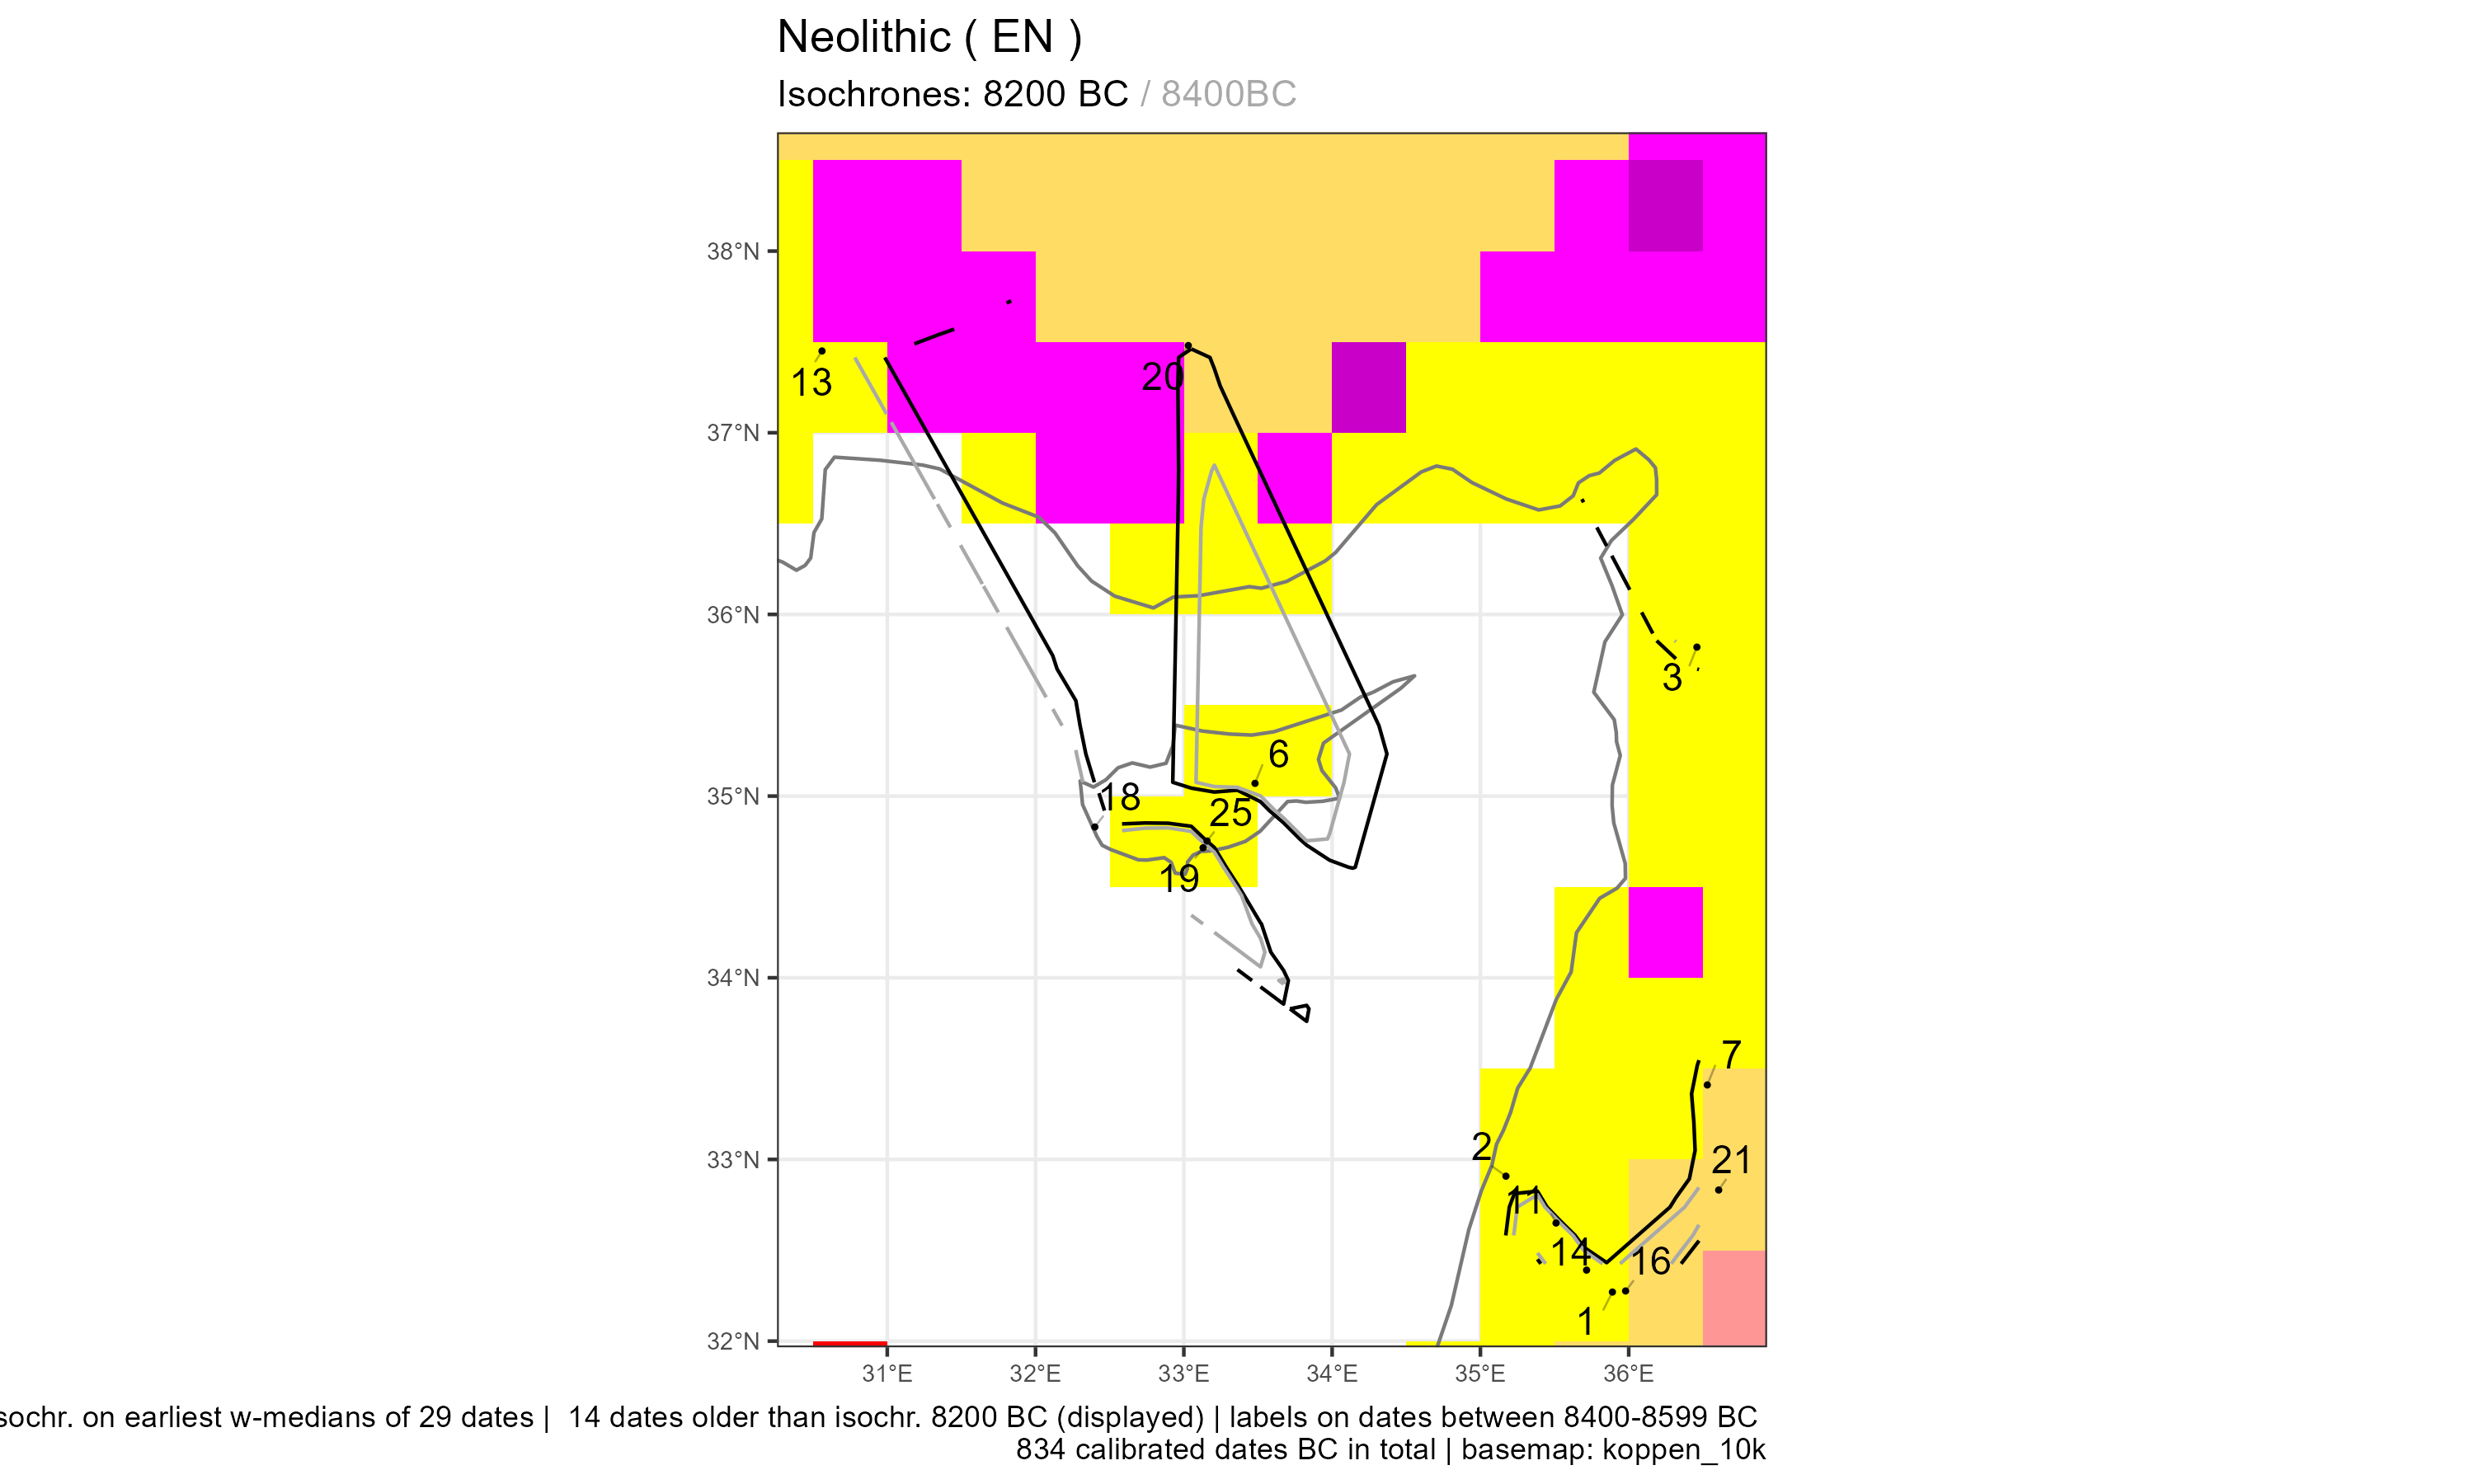 Neolithic ( EN )
Isochrones: 8200 BC / 8400BC
38°N
37°N
36°N
35°N
34°N
33°N
32°N
13
20
3
6
18
25
19
7
2
21
11
14
16
1
31°E 32°E 33°E 34°E 35°E 36°E
sochr. on earliest w-medians of 29 dates | 14 dates older than isochr. 8200 BC (displayed) | labels on dates between 8400-8599 BC
834 calibrated dates BC in total | basemap: koppen_10k